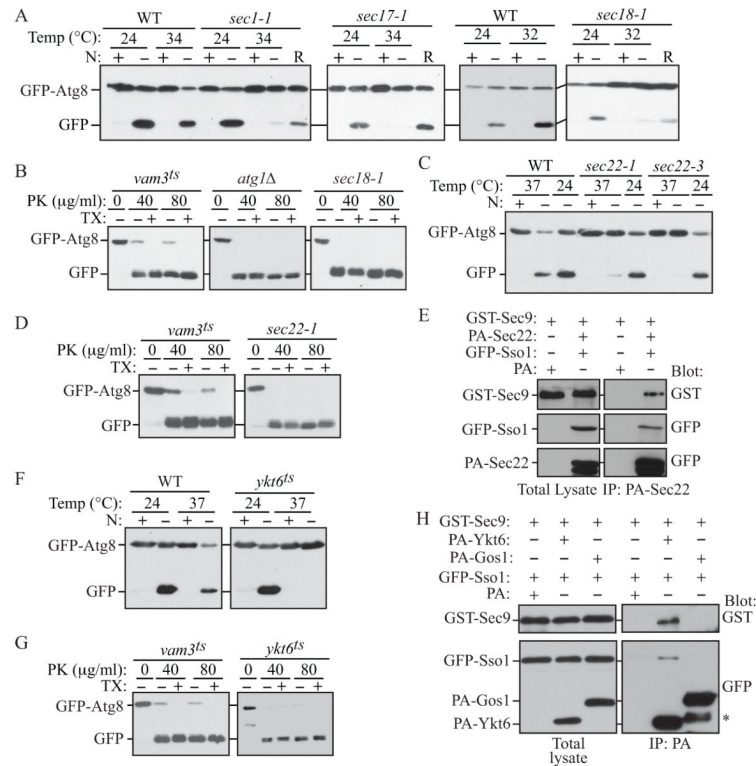 A
WT sec1-1 sec17-1 WT sec18-1
Temp (°C): 24 34 24 34 24 34 24 32 24 32
N: + – + – + – + – R + – + – R + – + – + – + – R
GFP-Atg8
GFP
B
vam3ts atg1Δ sec18-1
PK (µg/ml): 0 40 80 0 40 80 0 40 80
TX: – – + – + – – + – + – – + – +
GFP-Atg8
GFP
C
WT sec22-1 sec22-3
Temp (°C): 37 24 37 24 37 24
N: + – – + – – + – –
GFP-Atg8
GFP
D
vam3ts sec22-1
PK (µg/ml): 0 40 80 0 40 80
TX: – – + – + – – + – +
GFP-Atg8
GFP
E
GST-Sec9: + + + +
PA-Sec22: – + – +
GFP-Sso1: – + – +
PA: + – + –
Blot:
GST-Sec9 GST
GFP-Sso1 GFP
PA-Sec22 GFP
Total Lysate IP: PA-Sec22
F
WT ykt6ts
Temp (°C): 24 37 24 37
N: + – + – + – + –
GFP-Atg8
GFP
G
vam3ts ykt6ts
PK (µg/ml): 0 40 80 0 40 80
TX: – – + – + – – + – +
GFP-Atg8
GFP
H
GST-Sec9: + + + + + +
PA-Ykt6: – + – – + –
PA-Gos1: – – + – – +
GFP-Sso1: + + + + + +
PA: + – – + – –
Blot:
GST-Sec9 GST
GFP-Sso1
GFP
PA-Gos1
PA-Ykt6 *
Total lysate IP: PA